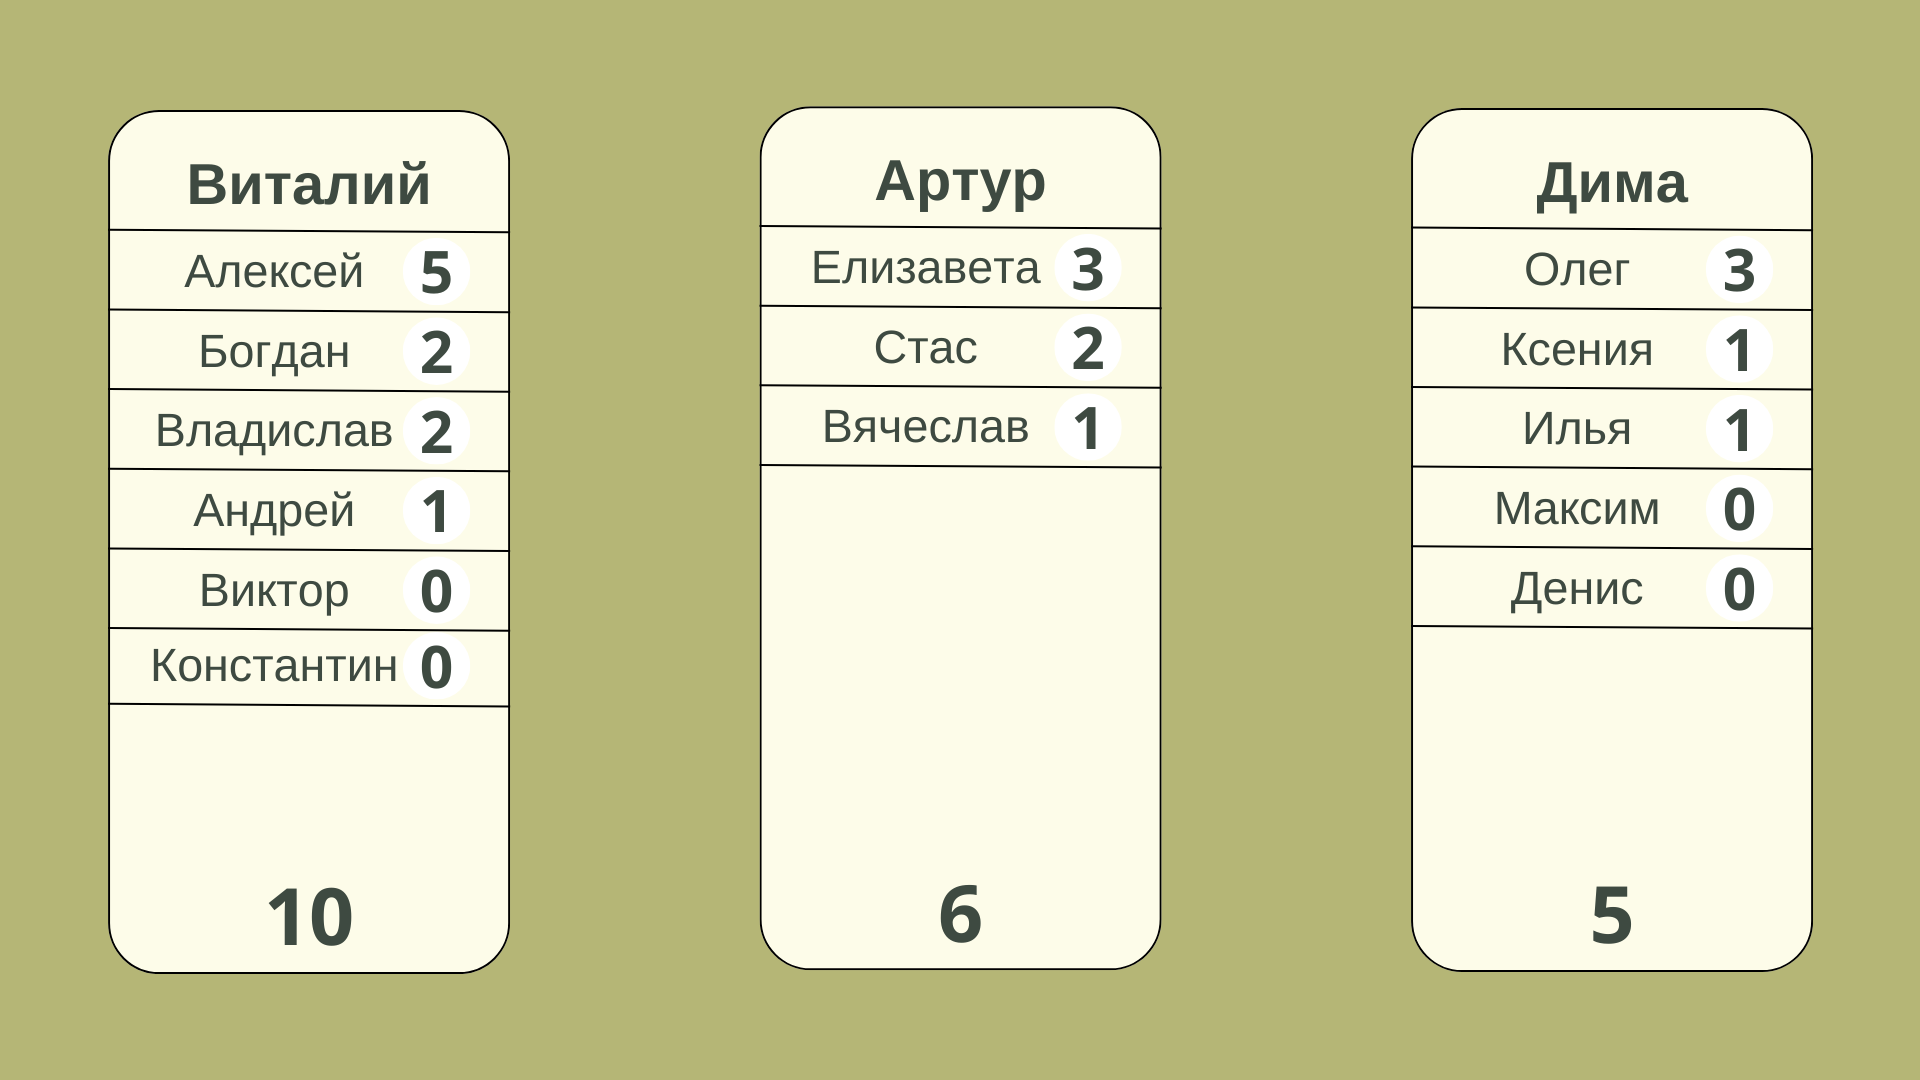 Виталий
Алексей 5
Богдан 2
Владислав 2
Андрей 1
Виктор 0
Константин 0
10
Артур
Елизавета 3
Стас 2
Вячеслав 1
6
Дима
Олег 3
Ксения 1
Илья 1
Максим 0
Денис 0
5